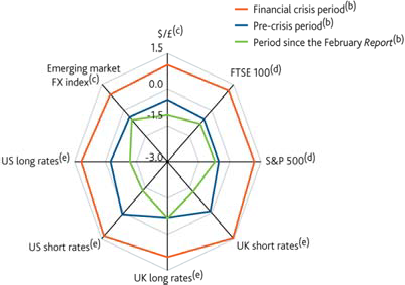 Financial crisis period(b)
Pre-crisis period(b)
Period since the February Report(b)
$/£(c)
1.5
Emerging market
FX index(c)
FTSE 100(d)
0.0
-1.5
-3.0
US long rates(e)
S&P 500(d)
US short rates(e)
UK short rates(e)
UK long rates(e)